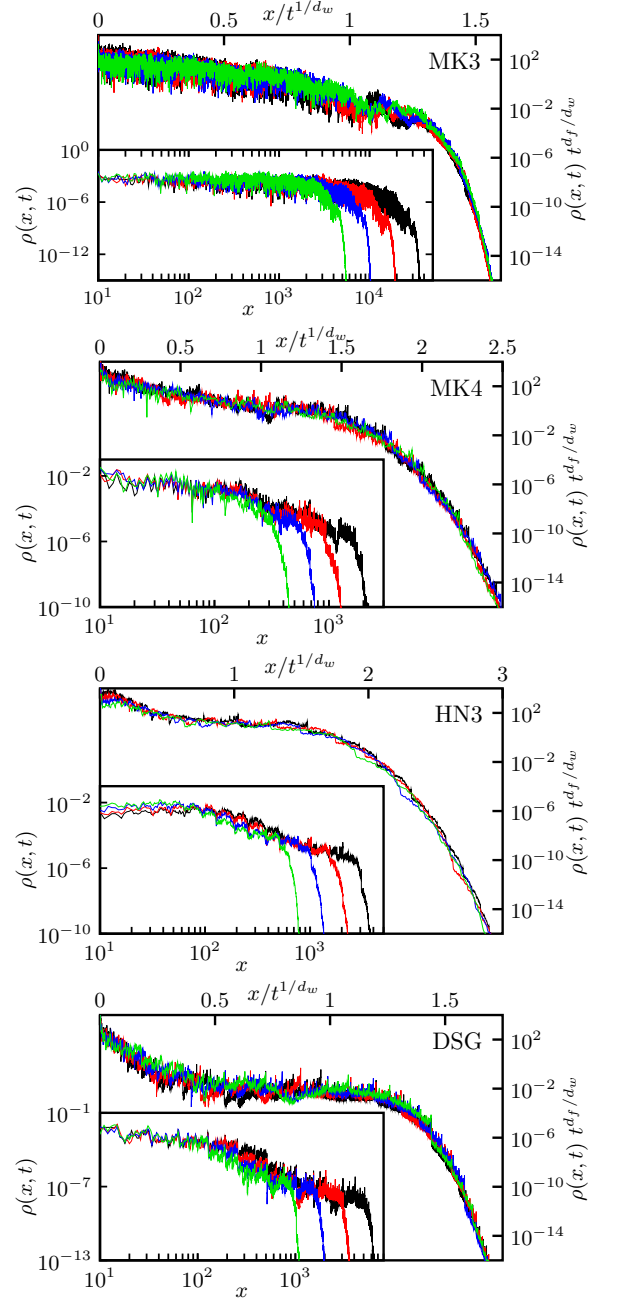 x/t^{1/d_w}
0 0.5 1 1.5
MK3
10^2
10^{-2}
10^{-6}
10^{-10}
10^{-14}
ρ(x, t) t^{d_f/d_w}
10^0
10^{-6}
10^{-12}
ρ(x, t)
10^1 10^2 10^3 10^4
x
x/t^{1/d_w}
0 0.5 1 1.5 2 2.5
MK4
10^2
10^{-2}
10^{-6}
10^{-10}
10^{-14}
ρ(x, t) t^{d_f/d_w}
10^{-2}
10^{-6}
10^{-10}
ρ(x, t)
10^1 10^2 10^3
x
x/t^{1/d_w}
0 1 2 3
HN3
10^2
10^{-2}
10^{-6}
10^{-10}
10^{-14}
ρ(x, t) t^{d_f/d_w}
10^{-2}
10^{-6}
10^{-10}
ρ(x, t)
10^1 10^2 10^3
x
x/t^{1/d_w}
0 0.5 1 1.5
DSG
10^2
10^{-2}
10^{-6}
10^{-10}
10^{-14}
ρ(x, t) t^{d_f/d_w}
10^{-1}
10^{-7}
10^{-13}
ρ(x, t)
10^1 10^2 10^3
x